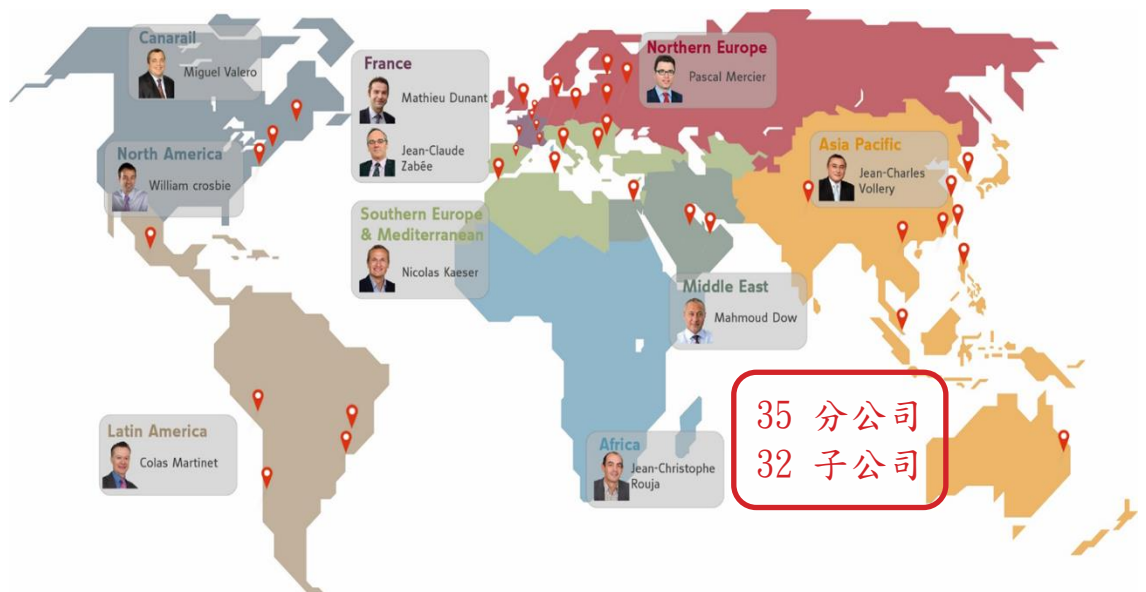 Canarail
Miguel Valero
France
Mathieu Dunant
Jean-Claude
Zabée
Northern Europe
Pascal Mercier
North America
William crosbie
Asia Pacific
Jean-Charles
Vollery
Southern Europe
& Mediterranean
Nicolas Kaeser
Middle East
Mahmoud Dow
Latin America
Colas Martinet
Africa
Jean-Christophe
Rouja
35 分公司
32 子公司